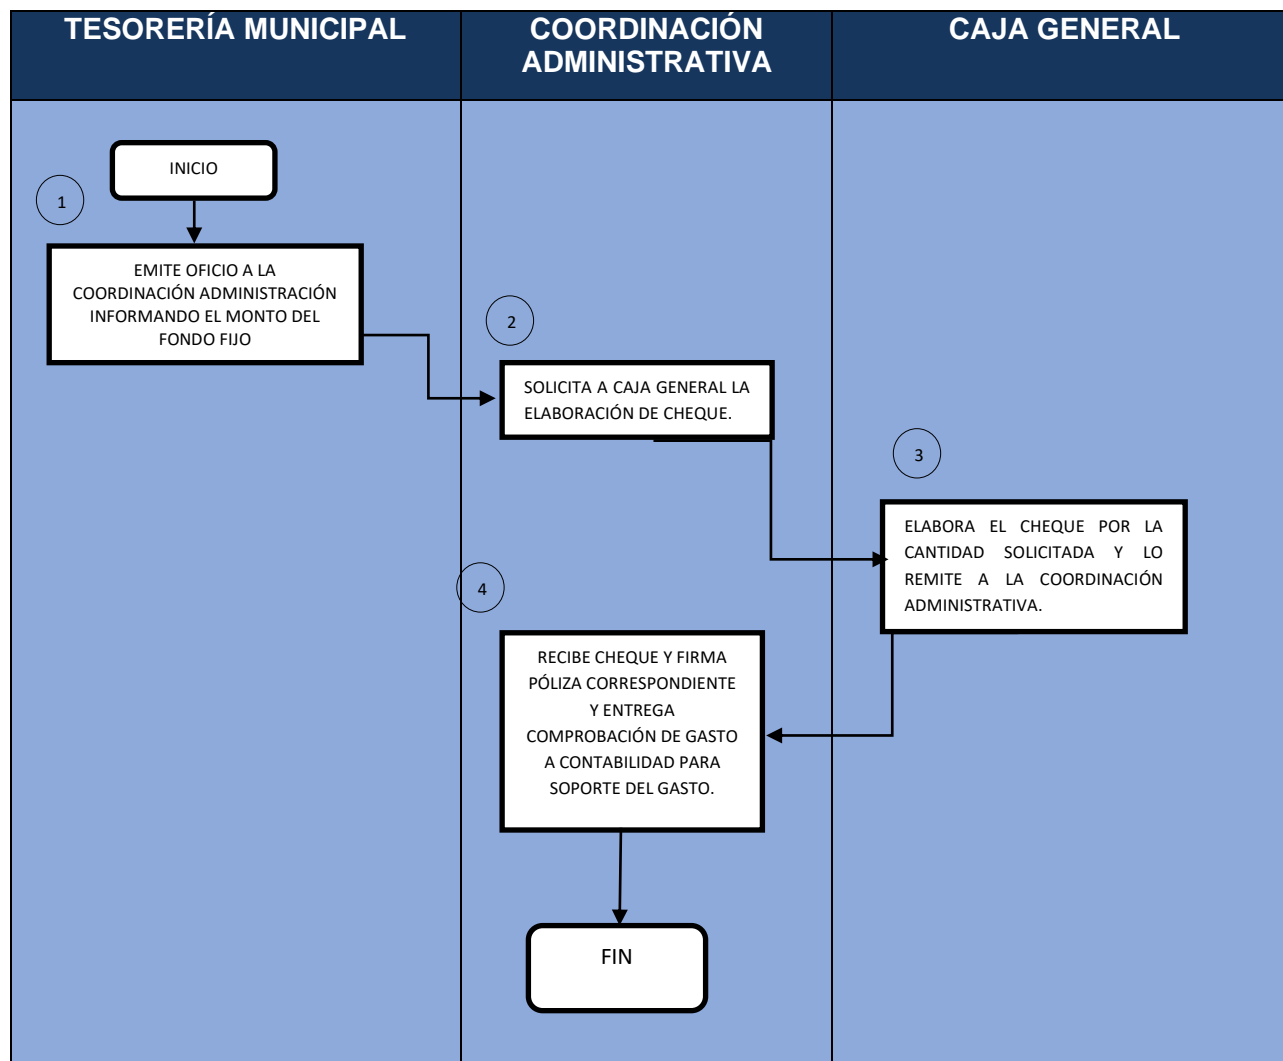 TESORERÍA MUNICIPAL
COORDINACIÓN
ADMINISTRATIVA
CAJA GENERAL
INICIO
1
EMITE OFICIO A LA
COORDINACIÓN ADMINISTRACIÓN
INFORMANDO EL MONTO DEL
FONDO FIJO
2
SOLICITA A CAJA GENERAL LA
ELABORACIÓN DE CHEQUE.
3
ELABORA EL CHEQUE POR LA
CANTIDAD SOLICITADA Y LO
REMITE A LA COORDINACIÓN
ADMINISTRATIVA.
4
RECIBE CHEQUE Y FIRMA
PÓLIZA CORRESPONDIENTE
Y ENTREGA
COMPROBACIÓN DE GASTO
A CONTABILIDAD PARA
SOPORTE DEL GASTO.
FIN